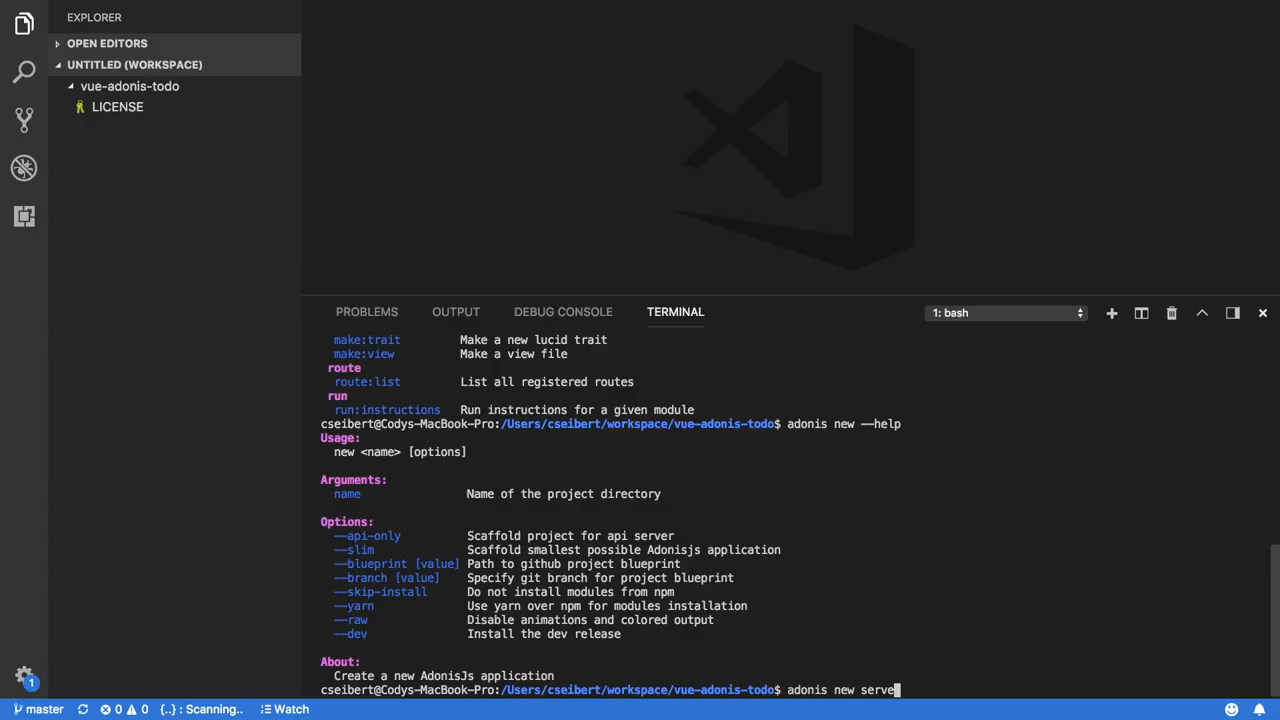 EXPLORER
OPEN EDITORS
UNTITLED (WORKSPACE)
vue-adonis-todo
LICENSE
PROBLEMS OUTPUT DEBUG CONSOLE TERMINAL 1: bash
make:trait Make a new lucid trait
make:view Make a view file
route
route:list List all registered routes
run
run:instructions Run instructions for a given module
cseibert@Codys-MacBook-Pro:/Users/cseibert/workspace/vue-adonis-todo$ adonis new --help
Usage:
new <name> [options]
Arguments:
name Name of the project directory
Options:
--api-only Scaffold project for api server
--slim Scaffold smallest possible Adonisjs application
--blueprint [value] Path to github project blueprint
--branch [value] Specify git branch for project blueprint
--skip-install Do not install modules from npm
--yarn Use yarn over npm for modules installation
--raw Disable animations and colored output
--dev Install the dev release
About:
Create a new AdonisJs application
cseibert@Codys-MacBook-Pro:/Users/cseibert/workspace/vue-adonis-todo$ adonis new serve
1
master 0 0 {..} : Scanning.. Watch